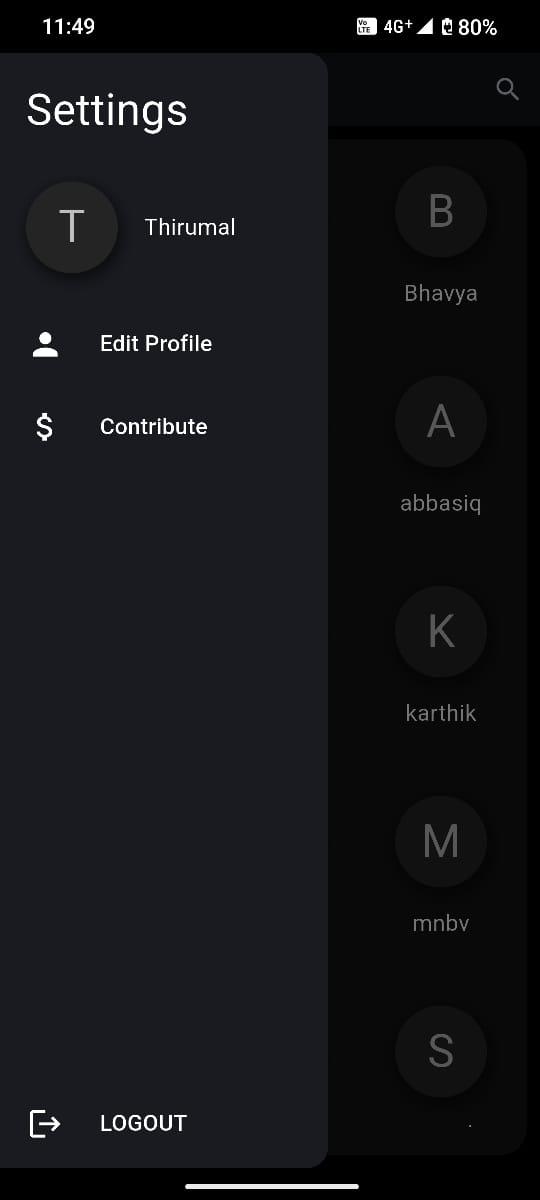 11:49
Vo
LTE
4G+
80%
Settings
T
Thirumal
Edit Profile
$
Contribute
LOGOUT
B
Bhavya
A
abbasiq
K
karthik
M
mnbv
S
.